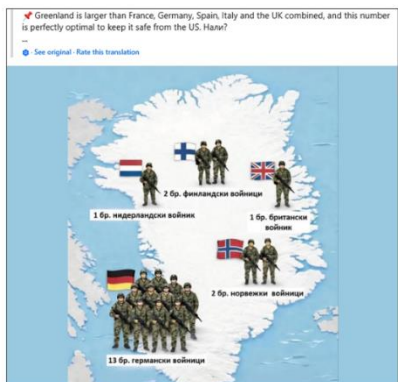 📌 Greenland is larger than France, Germany, Spain, Italy and the UK combined, and this number
is perfectly optimal to keep it safe from the US. Нали?
...
· See original · Rate this translation
2 бр. финландски войници
1 бр. нидерландски войник
1 бр. британски
войник
2 бр. норвежки войници
13 бр. германски войници